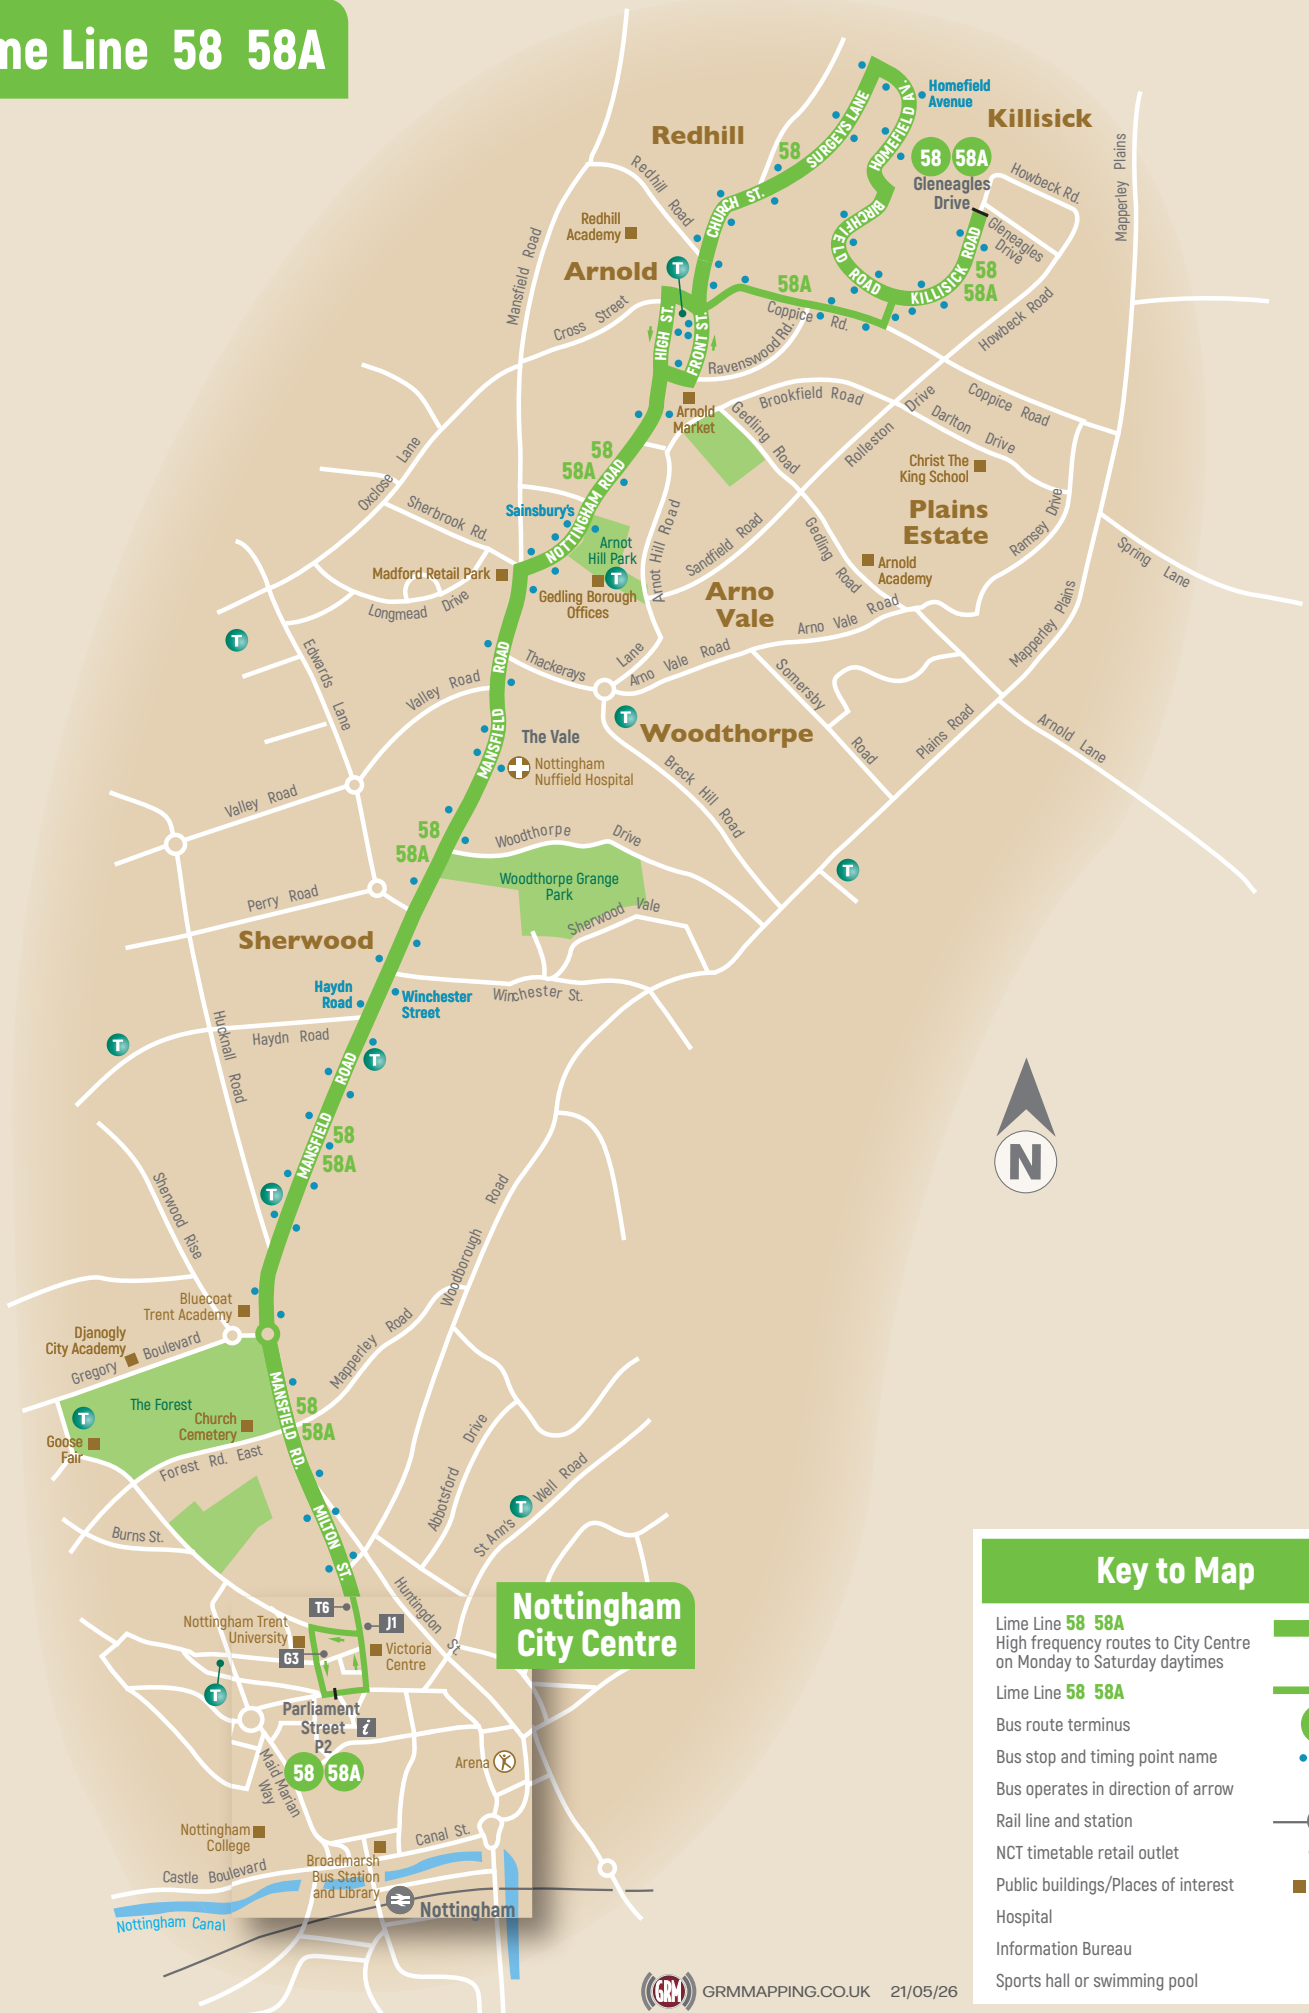 me Line 58 58A
Homefield
Avenue
Killisick
Redhill
58
SURGEYS LANE
HOMEFIELD AV.
58 58A
Gleneagles
Drive
Howbeck Rd.
Mapperley Plains
Redhill Road
CHURCH ST.
BIRCHFIELD ROAD
Gleneagles
Drive
Redhill
Academy
Mansfield Road
Arnold
T
58A
KILLISICK ROAD
58
58A
Cross Street
HIGH ST.
FRONT ST.
Coppice Rd.
Ravenswood Rd.
Howbeck Road
Arnold
Market
Brookfield Road
Gedling Road
Rolleston Drive
Darlton Drive
Coppice Road
Oxclose Lane
58
58A
Christ The
King School
Sherbrook Rd.
Sainsbury's
NOTTINGHAM ROAD
Plains
Estate
Arnot Hill Road
Sandfield Road
Gedling Road
Ramsey Drive
Spring Lane
Arnot
Hill Park
T
Madford Retail Park
Gedling Borough
Offices
Arnold
Academy
Longmead Drive
Arno
Vale
Arno Vale Road
Mapperley Plains
T
Edwards Lane
ROAD
Thackerays Lane
Arno Vale Road
Valley Road
Somersby Road
Plains Road
Arnold Lane
MANSFIELD
The Vale
T
Woodthorpe
Nottingham
Nuffield Hospital
Breck Hill Road
Valley Road
58
58A
Woodthorpe Drive
T
Woodthorpe Grange
Park
Perry Road
Sherwood Vale
Sherwood
Haydn
Road
Winchester
Street
Winchester St.
Hucknall Road
Haydn Road
T
T
ROAD
MANSFIELD
58
58A
N
Sherwood Rise
T
Woodborough Road
Bluecoat
Trent Academy
Djanogly
City Academy
Gregory Boulevard
Mapperley Road
MANSFIELD RD.
The Forest
58
58A
T
Church
Cemetery
Goose
Fair
Forest Rd. East
Abbotsford Drive
St Ann's Well Road
T
MILTON ST.
Burns St.
Huntingdon St.
T6
J1
Nottingham Trent
University
G3
Victoria
Centre
Nottingham
City Centre
T
Parliament
Street
P2
i
58 58A
Maid Marian
Way
Arena
Nottingham
College
Canal St.
Castle Boulevard
Broadmarsh
Bus Station
and Library
Nottingham Canal
Nottingham
Key to Map
Lime Line 58 58A
High frequency routes to City Centre
on Monday to Saturday daytimes
Lime Line 58 58A
Bus route terminus
Bus stop and timing point name
Bus operates in direction of arrow
Rail line and station
NCT timetable retail outlet
Public buildings/Places of interest
Hospital
Information Bureau
Sports hall or swimming pool
GRM GRMMAPPING.CO.UK 21/05/26